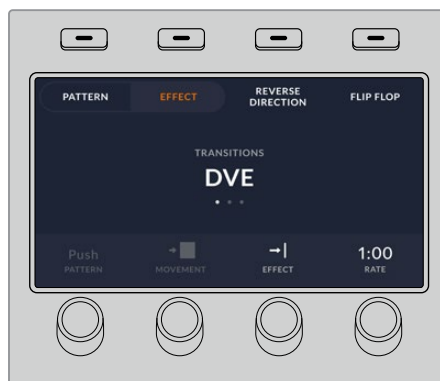 PATTERN
EFFECT
REVERSE
DIRECTION
FLIP FLOP
TRANSITIONS
DVE
Push
1:00
PATTERN
MOVEMENT
EFFECT
RATE